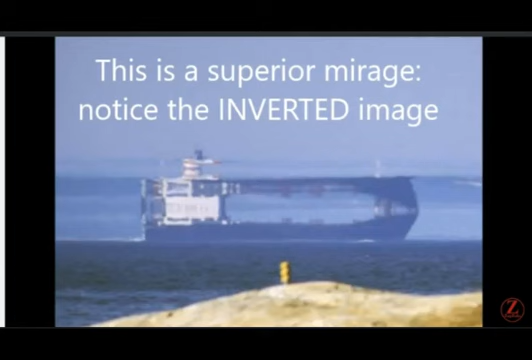 This is a superior mirage:
notice the INVERTED image
Z